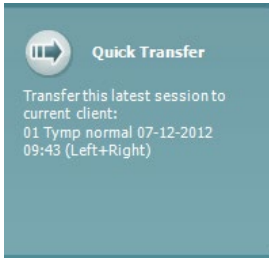 Quick Transfer
Transfer this latest session to
current client:
01 Tymp normal 07-12-2012
09:43 (Left+Right)